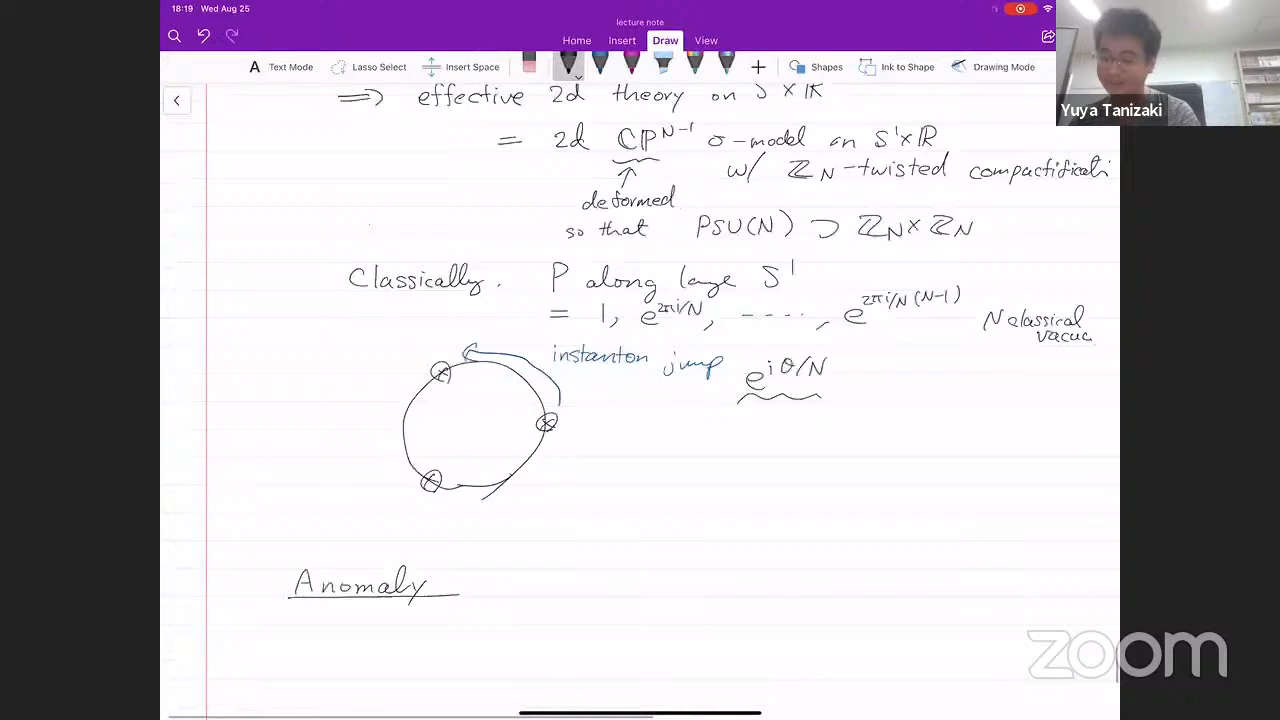 18:19 Wed Aug 25
lecture note
Home Insert Draw View
Text Mode Lasso Select Insert Space Shapes Ink to Shape Drawing Mode
Yuya Tanizaki
⟹ effective 2d theory on S × ℝ
= 2d ℂℙ^{N-1} σ-model on S¹×ℝ
w/ ℤ_N-twisted compactificati
deformed
so that PSU(N) ⊃ ℤ_N × ℤ_N
Classically. P along large S¹
= 1, e^{2πi/N}, ....., e^{2πi/N(N-1)}
N classical
vacua
instanton jump e^{iθ/N}
Anomaly
zoom